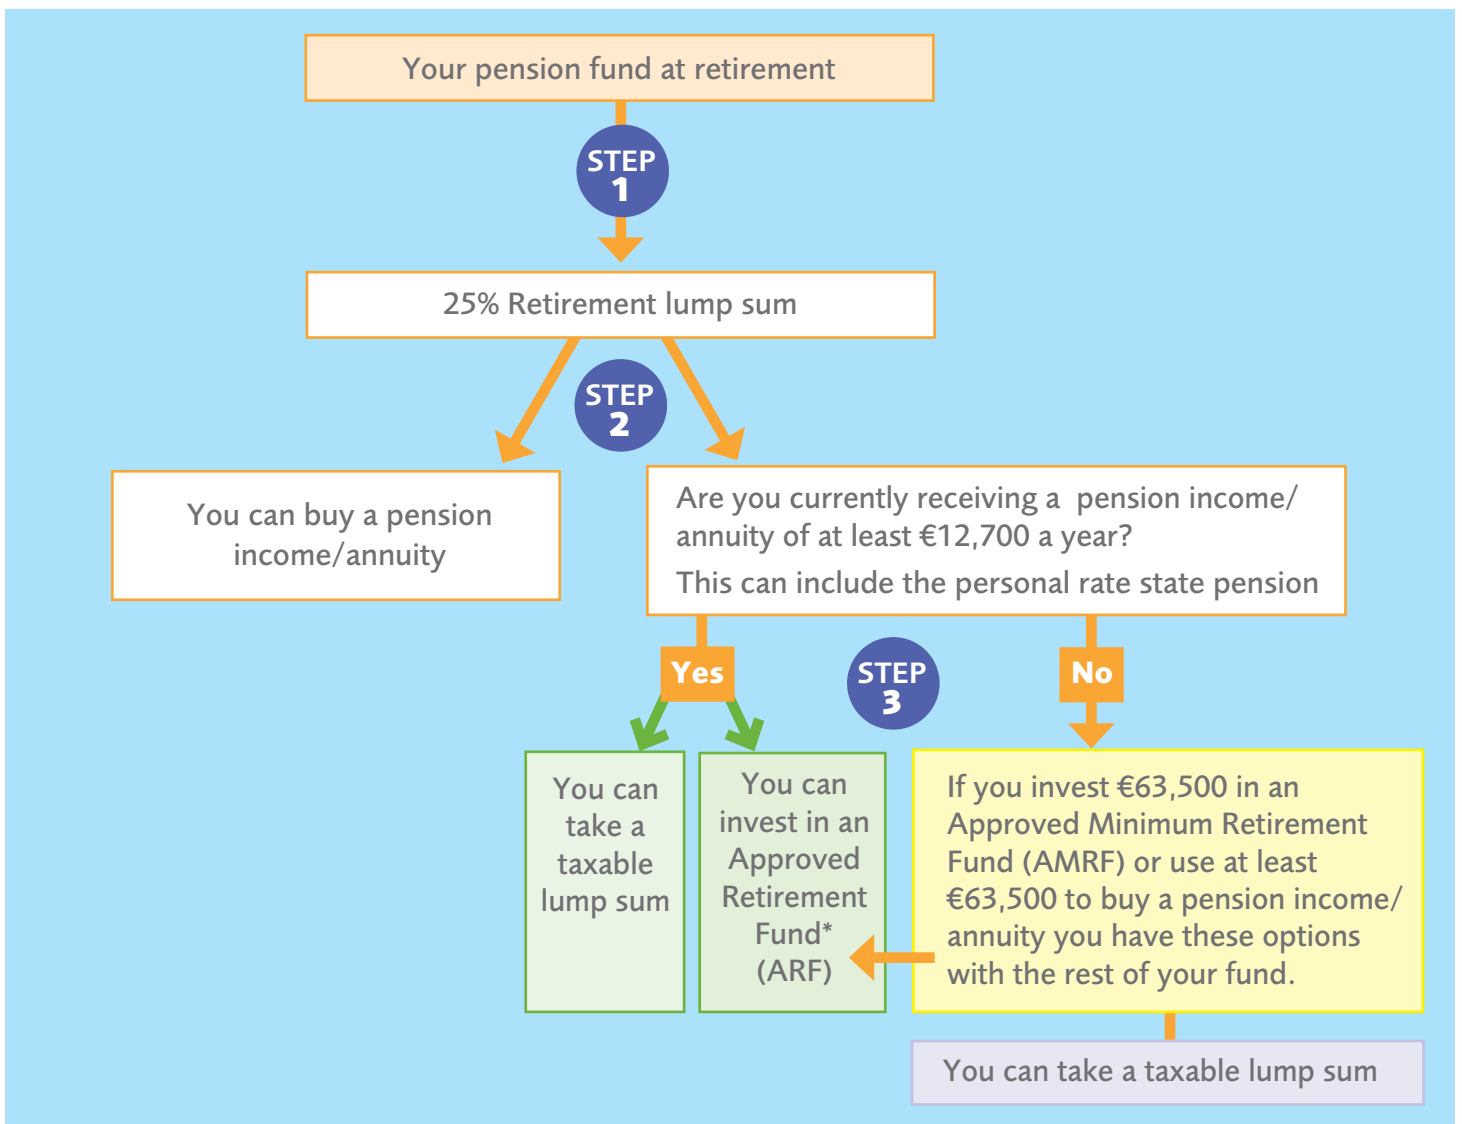 Your pension fund at retirement
STEP
1
25% Retirement lump sum
STEP
2
You can buy a pension
income/annuity
Are you currently receiving a pension income/
annuity of at least €12,700 a year?
This can include the personal rate state pension
Yes
STEP
3
No
You can
take a
taxable
lump sum
You can
invest in an
Approved
Retirement
Fund*
(ARF)
If you invest €63,500 in an
Approved Minimum Retirement
Fund (AMRF) or use at least
€63,500 to buy a pension income/
annuity you have these options
with the rest of your fund.
You can take a taxable lump sum